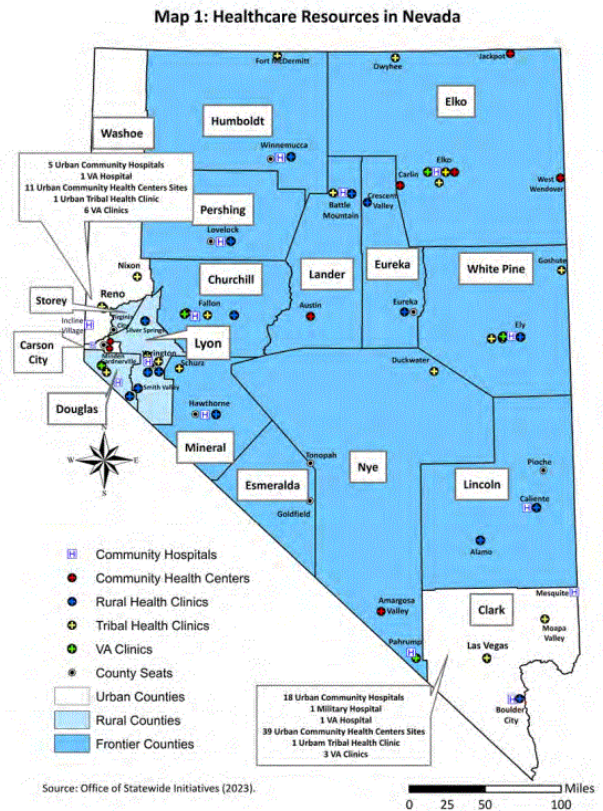 Map 1: Healthcare Resources in Nevada
Fort McDermitt
Owyhee
Jackpot
Elko
Humboldt
Washoe
Winnemucca
5 Urban Community Hospitals
1 VA Hospital
11 Urban Community Health Centers Sites
1 Urban Tribal Health Clinic
6 VA Clinics
Carlin
Elko
West
Wendover
Battle
Mountain
Crescent
Valley
Pershing
Lovelock
Lander
Eureka
White Pine
Goshute
Nixon
Churchill
Reno
Storey
Fallon
Austin
Eureka
Ely
Incline
Village
Virginia
City
Silver Springs
Lyon
Carson
City
Minden
Gardnerville
Yerington
Schurz
Duckwater
Smith Valley
Douglas
Hawthorne
Mineral
N
W
E
S
Tonopah
Nye
Pioche
Esmeralda
Lincoln
Goldfield
Caliente
Alamo
H Community Hospitals
Community Health Centers
Rural Health Clinics
Tribal Health Clinics
VA Clinics
County Seats
Urban Counties
Rural Counties
Frontier Counties
Amargosa
Valley
Mesquite
Clark
Moapa
Valley
Las Vegas
Pahrump
Boulder
City
18 Urban Community Hospitals
1 Military Hospital
1 VA Hospital
39 Urban Community Health Centers Sites
1 Urbam Tribal Health Clinic
3 VA Clinics
Source: Office of Statewide Initiatives (2023).
Miles
0 25 50 100